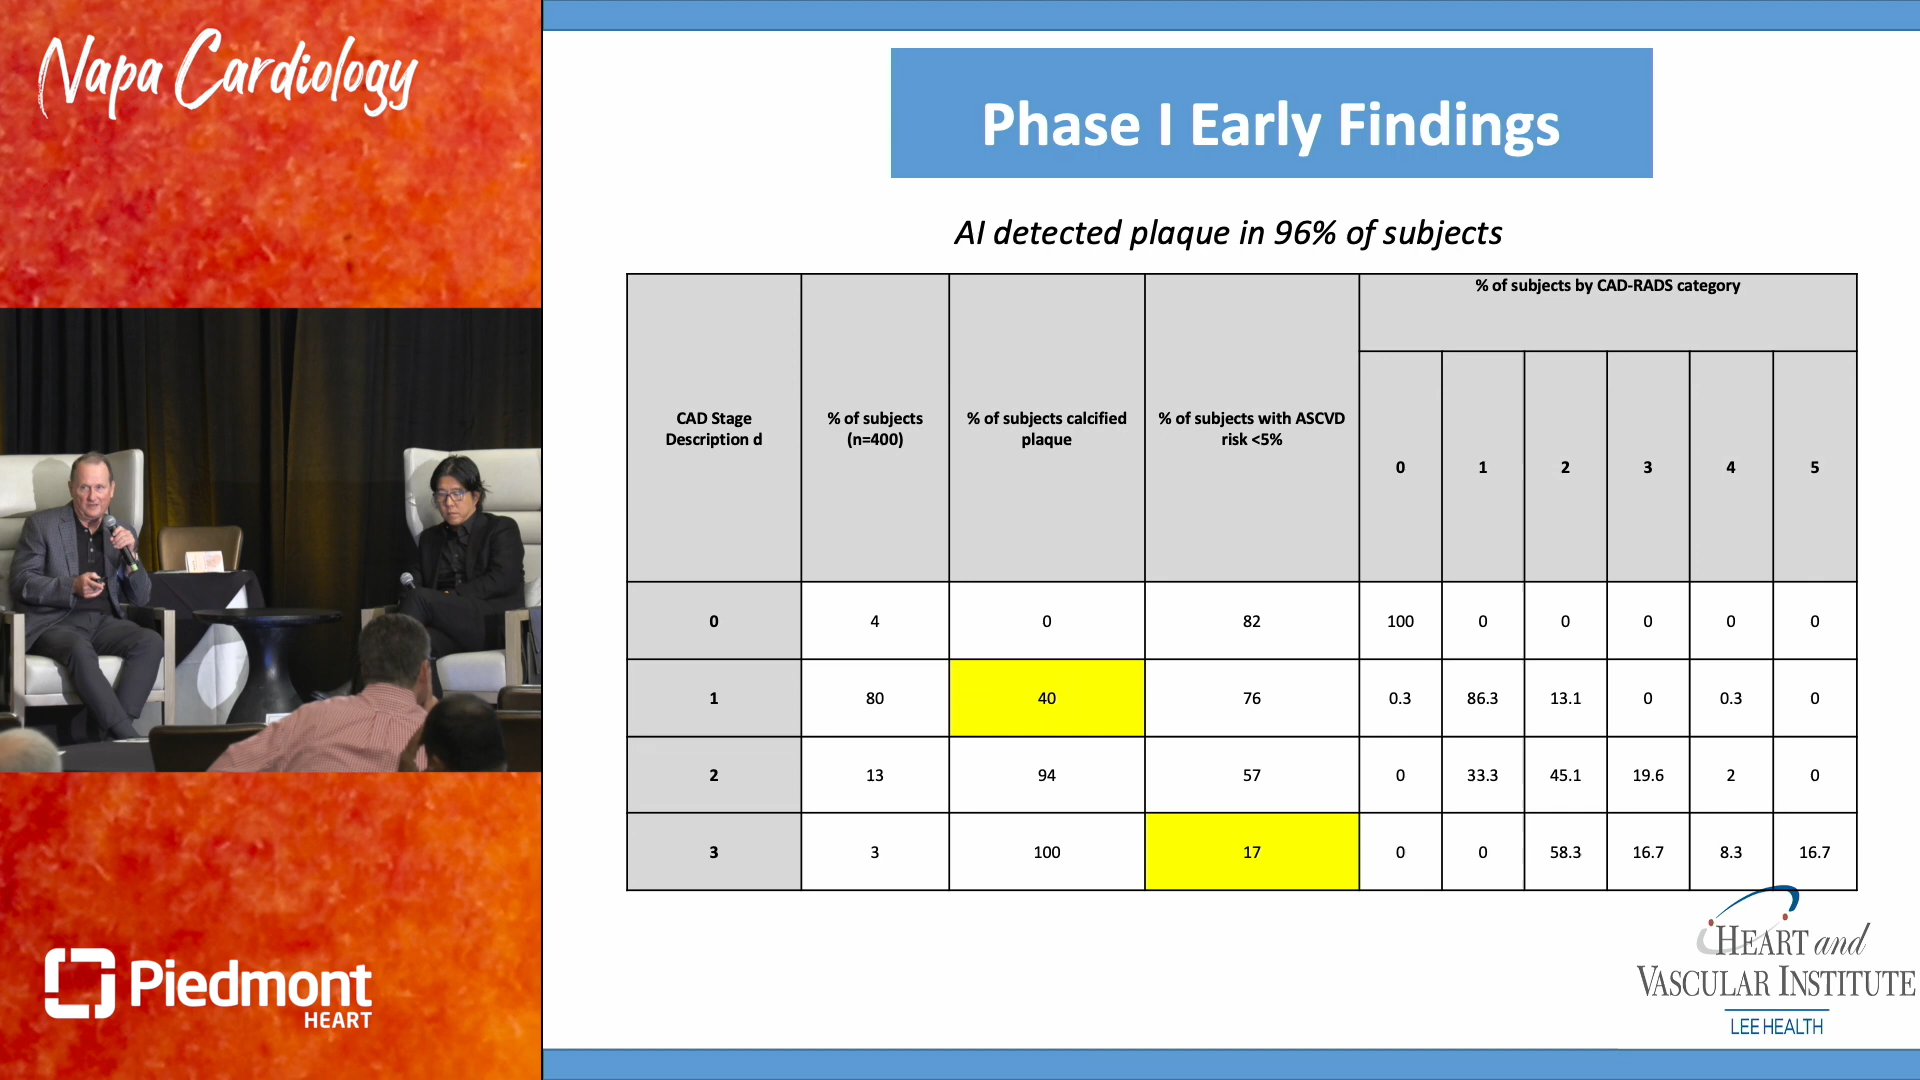 Napa Cardiology
Piedmont
HEART
Phase I Early Findings
AI detected plaque in 96% of subjects
CAD Stage
Description d
% of subjects
(n=400)
% of subjects calcified
plaque
% of subjects with ASCVD
risk <5%
% of subjects by CAD-RADS category
0 1 2 3 4 5
0 4 0 82 100 0 0 0 0 0
1 80 40 76 0.3 86.3 13.1 0 0.3 0
2 13 94 57 0 33.3 45.1 19.6 2 0
3 3 100 17 0 0 58.3 16.7 8.3 16.7
HEART and
VASCULAR INSTITUTE
LEE HEALTH